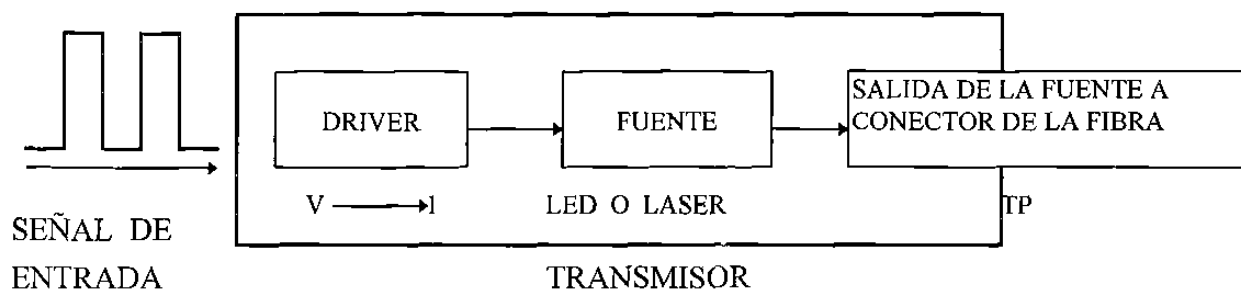 SALIDA DE LA FUENTE A
CONECTOR DE LA FIBRA
DRIVER
FUENTE
V
I
LED O LASER
TP
SEÑAL DE
ENTRADA
TRANSMISOR